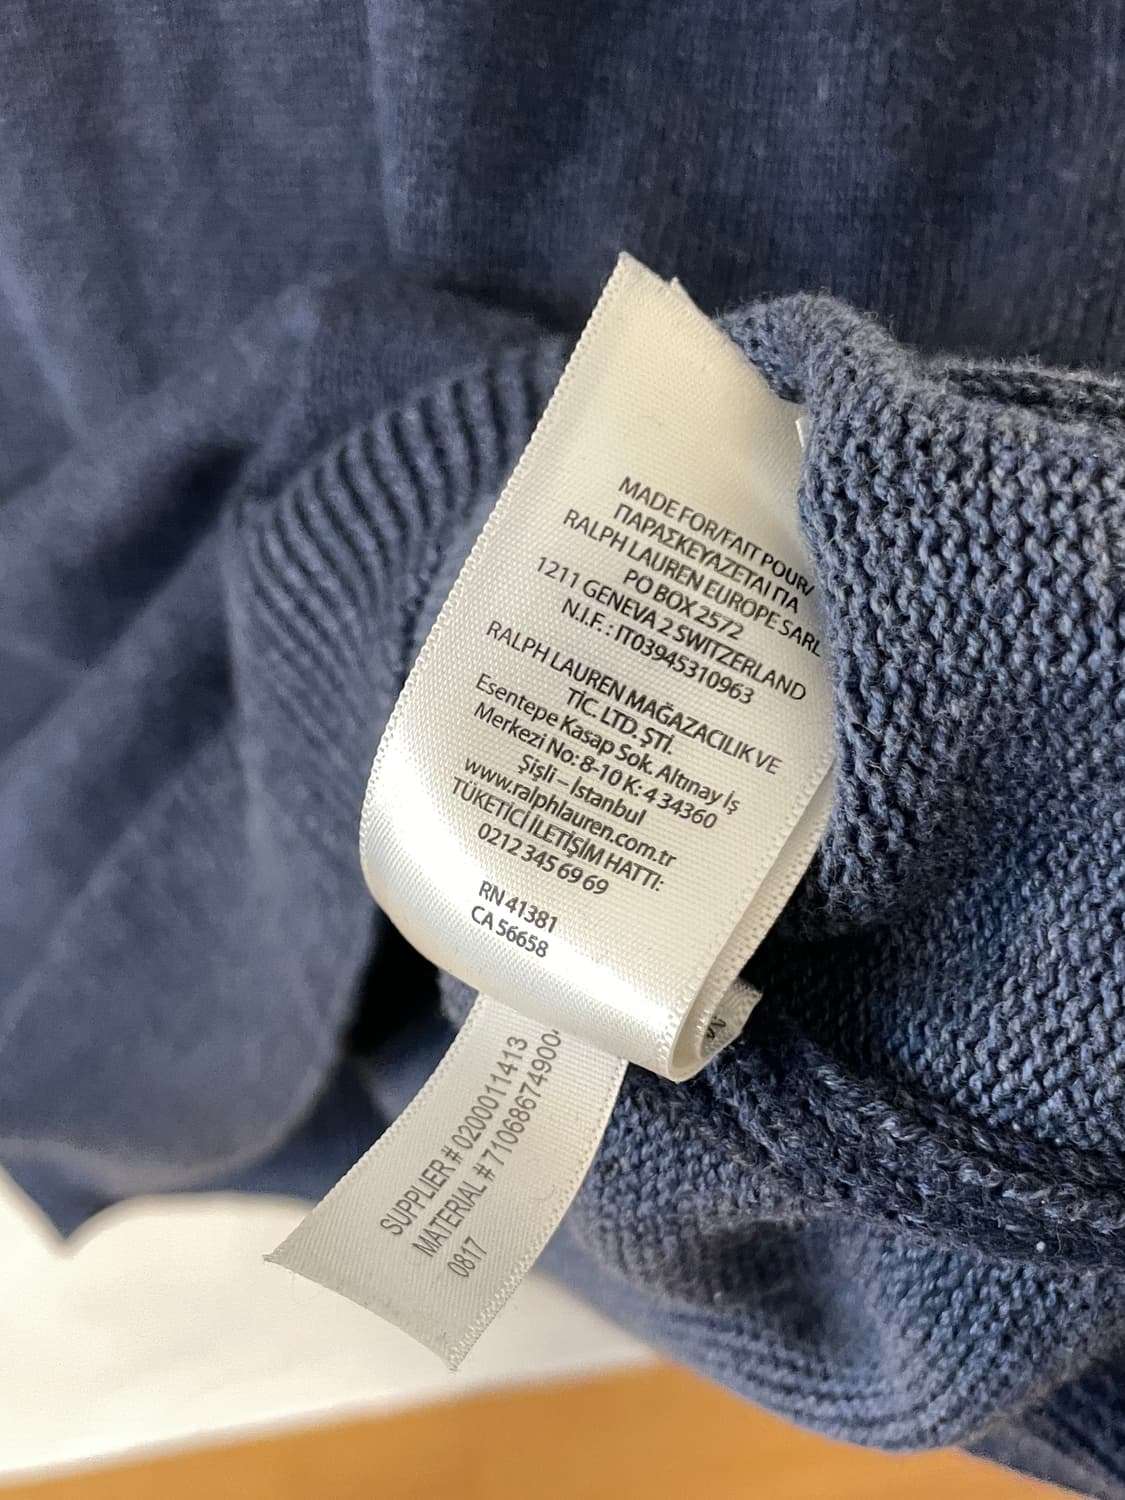 MADE FOR/FAIT POUR/
ΠΑΡΑΣΚΕΥΑΖΕΤΑΙ ΓΙΑ
RALPH LAUREN EUROPE SARL
PO BOX 2572
1211 GENEVA 2 SWITZERLAND
N.I.F. : IT03945310963
RALPH LAUREN MAĞAZACILIK VE
TİC. LTD. ŞTİ.
Esentepe Kasap Sok. Altınay İş
Merkezi No: 8-10 K: 4 34360
Şişli – İstanbul
www.ralphlauren.com.tr
TÜKETİCİ İLETİŞİM HATTI:
0212 345 69 69
RN 41381
CA 56658
SUPPLIER # 0200011413
MATERIAL # 71068674900
0817